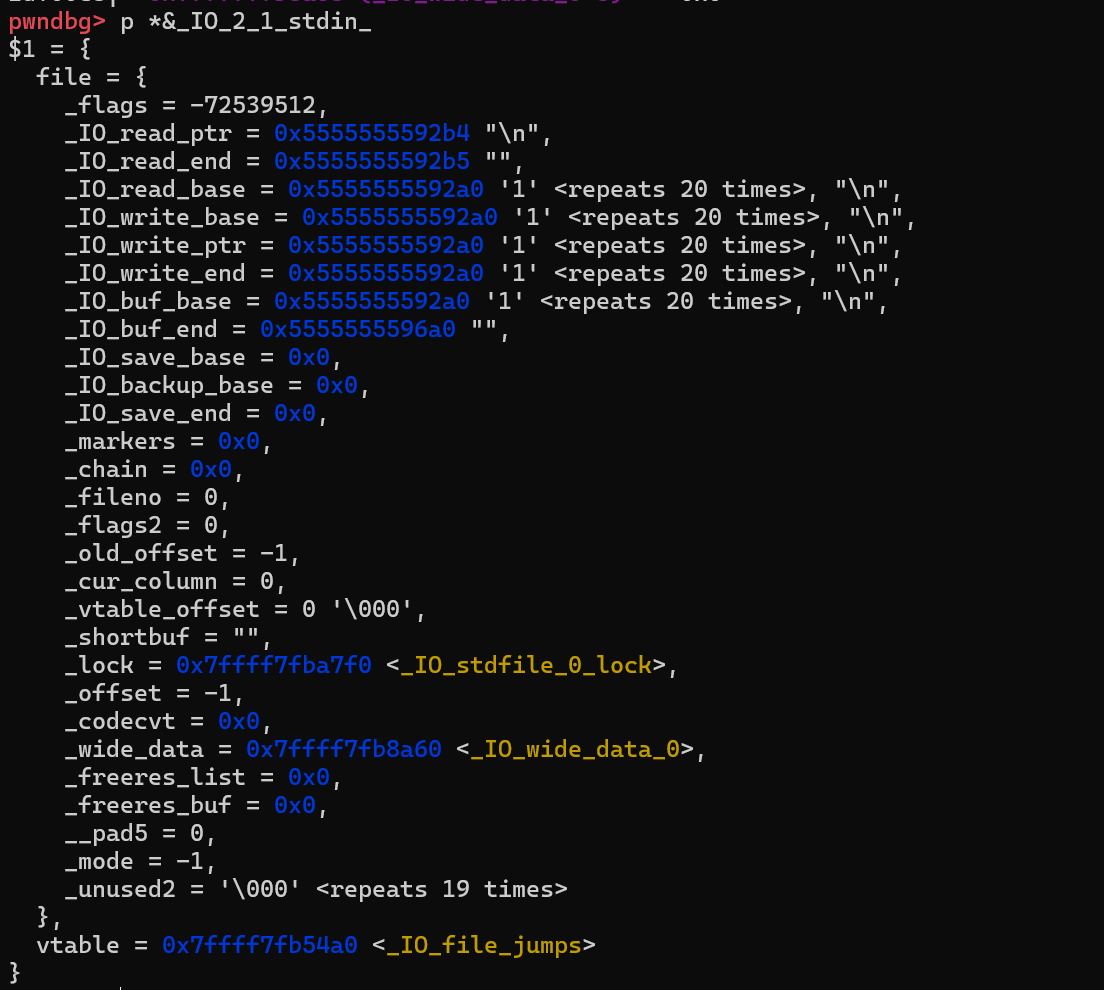 pwndbg> p *&_IO_2_1_stdin_
$1 = {
  file = {
    _flags = -72539512,
    _IO_read_ptr = 0x5555555592b4 "\n",
    _IO_read_end = 0x5555555592b5 "",
    _IO_read_base = 0x5555555592a0 '1' <repeats 20 times>, "\n",
    _IO_write_base = 0x5555555592a0 '1' <repeats 20 times>, "\n",
    _IO_write_ptr = 0x5555555592a0 '1' <repeats 20 times>, "\n",
    _IO_write_end = 0x5555555592a0 '1' <repeats 20 times>, "\n",
    _IO_buf_base = 0x5555555592a0 '1' <repeats 20 times>, "\n",
    _IO_buf_end = 0x5555555596a0 "",
    _IO_save_base = 0x0,
    _IO_backup_base = 0x0,
    _IO_save_end = 0x0,
    _markers = 0x0,
    _chain = 0x0,
    _fileno = 0,
    _flags2 = 0,
    _old_offset = -1,
    _cur_column = 0,
    _vtable_offset = 0 '\000',
    _shortbuf = "",
    _lock = 0x7ffff7fba7f0 <_IO_stdfile_0_lock>,
    _offset = -1,
    _codecvt = 0x0,
    _wide_data = 0x7ffff7fb8a60 <_IO_wide_data_0>,
    _freeres_list = 0x0,
    _freeres_buf = 0x0,
    __pad5 = 0,
    _mode = -1,
    _unused2 = '\000' <repeats 19 times>
  },
  vtable = 0x7ffff7fb54a0 <_IO_file_jumps>
}